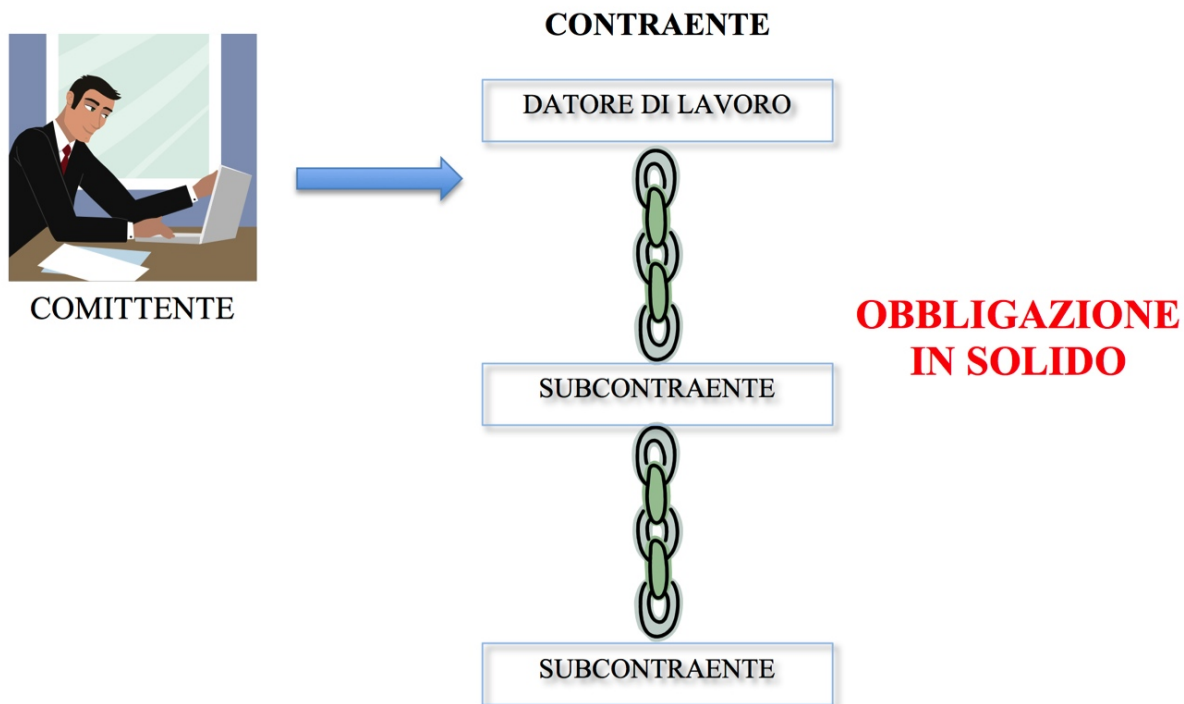 CONTRAENTE
DATORE DI LAVORO
COMITTENTE
OBBLIGAZIONE
IN SOLIDO
SUBCONTRAENTE
SUBCONTRAENTE